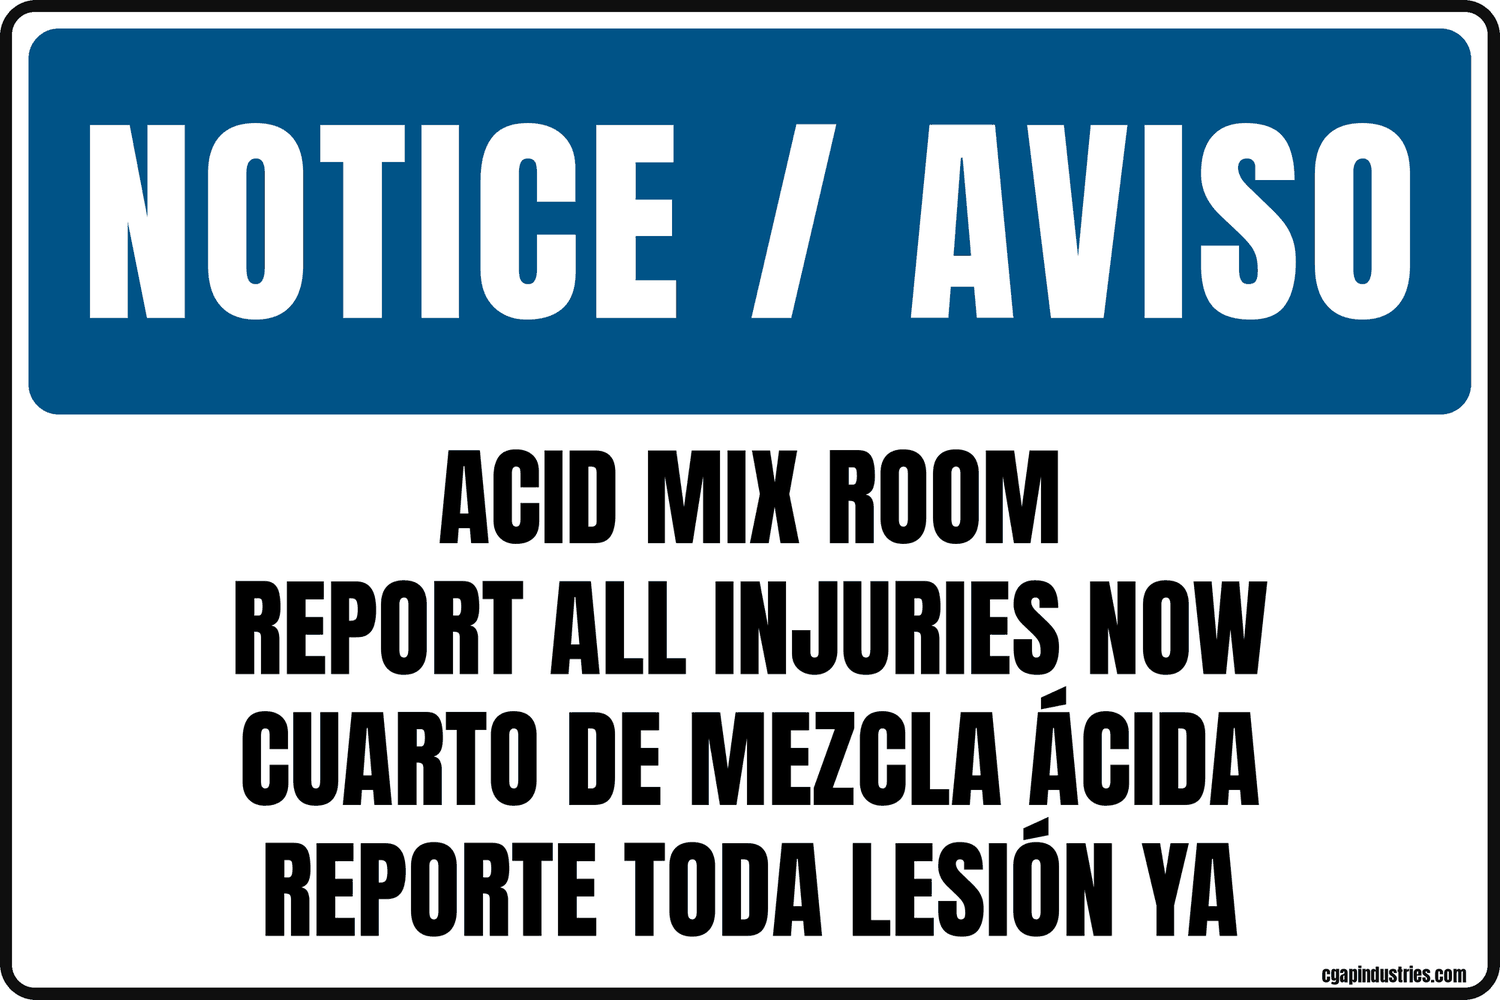 NOTICE / AVISO
ACID MIX ROOM
REPORT ALL INJURIES NOW
CUARTO DE MEZCLA ÁCIDA
REPORTE TODA LESIÓN YA
cgapindustries.com